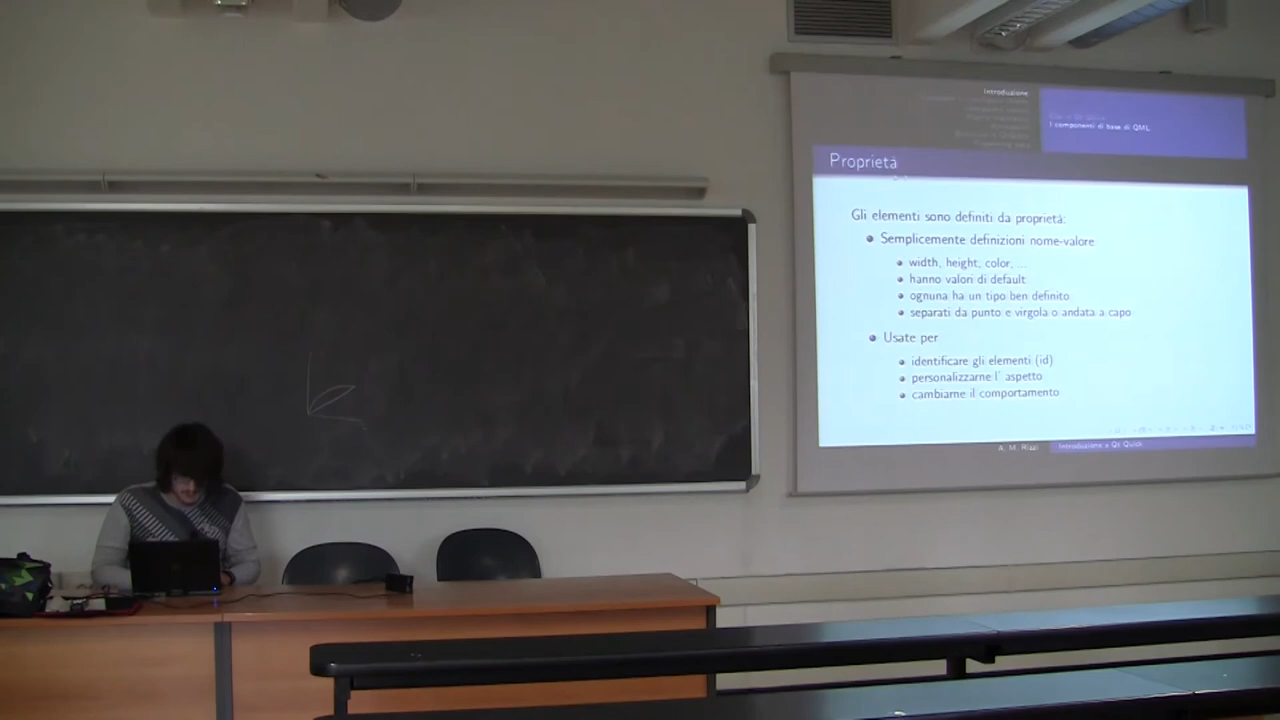 Introduzione
I componenti di base di QML
Proprietà
Gli elementi sono definiti da proprietà:
Semplicemente definizioni nome-valore
width, height, color, ...
hanno valori di default
ognuna ha un tipo ben definito
separati da punto e virgola o andata a capo
Usate per
identificare gli elementi (id)
personalizzarne l' aspetto
cambiarne il comportamento
A. M. Rizzi
Introduzione a Qt Quick